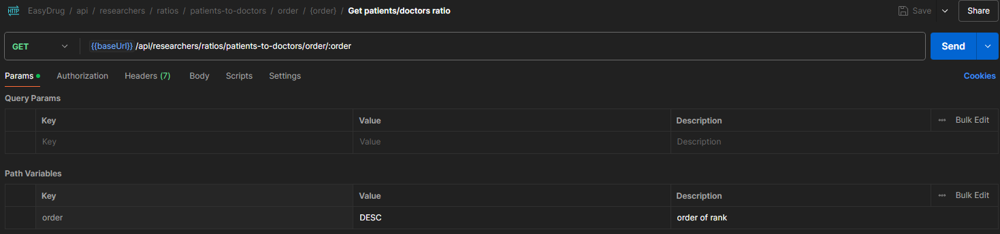 HTTP EasyDrug / api / researchers / ratios / patients-to-doctors / order / {order} / Get patients/doctors ratio Save Share
GET {{baseUrl}} /api/researchers/ratios/patients-to-doctors/order/:order Send
Params Authorization Headers (7) Body Scripts Settings Cookies
Query Params
Key Value Description Bulk Edit
Key Value Description
Path Variables
Key Value Description Bulk Edit
order DESC order of rank